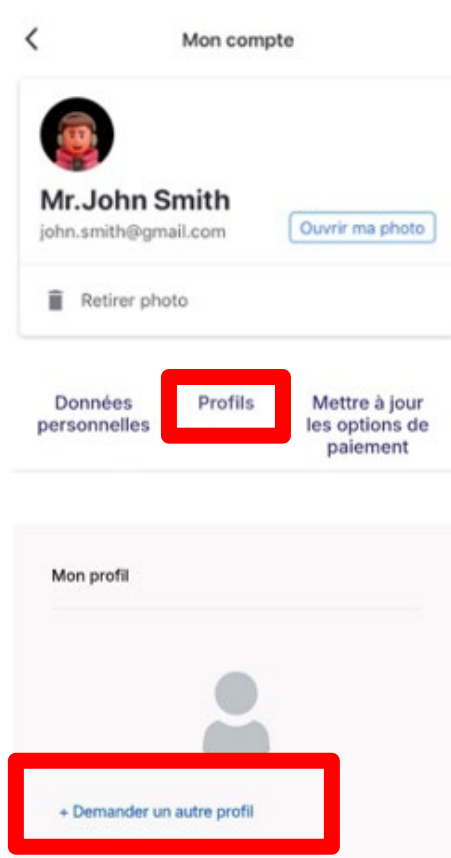 Mon compte
Mr.John Smith
john.smith@gmail.com
Ouvrir ma photo
Retirer photo
Données
personnelles
Profils
Mettre à jour
les options de
paiement
Mon profil
+ Demander un autre profil